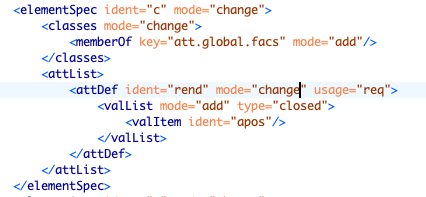 <elementSpec ident="c" mode="change">
<classes mode="change">
<memberOf key="att.global.facs" mode="add"/>
</classes>
<attList>
<attDef ident="rend" mode="change" usage="req">
<valList mode="add" type="closed">
<valItem ident="apos"/>
</valList>
</attDef>
</attList>
</elementSpec>